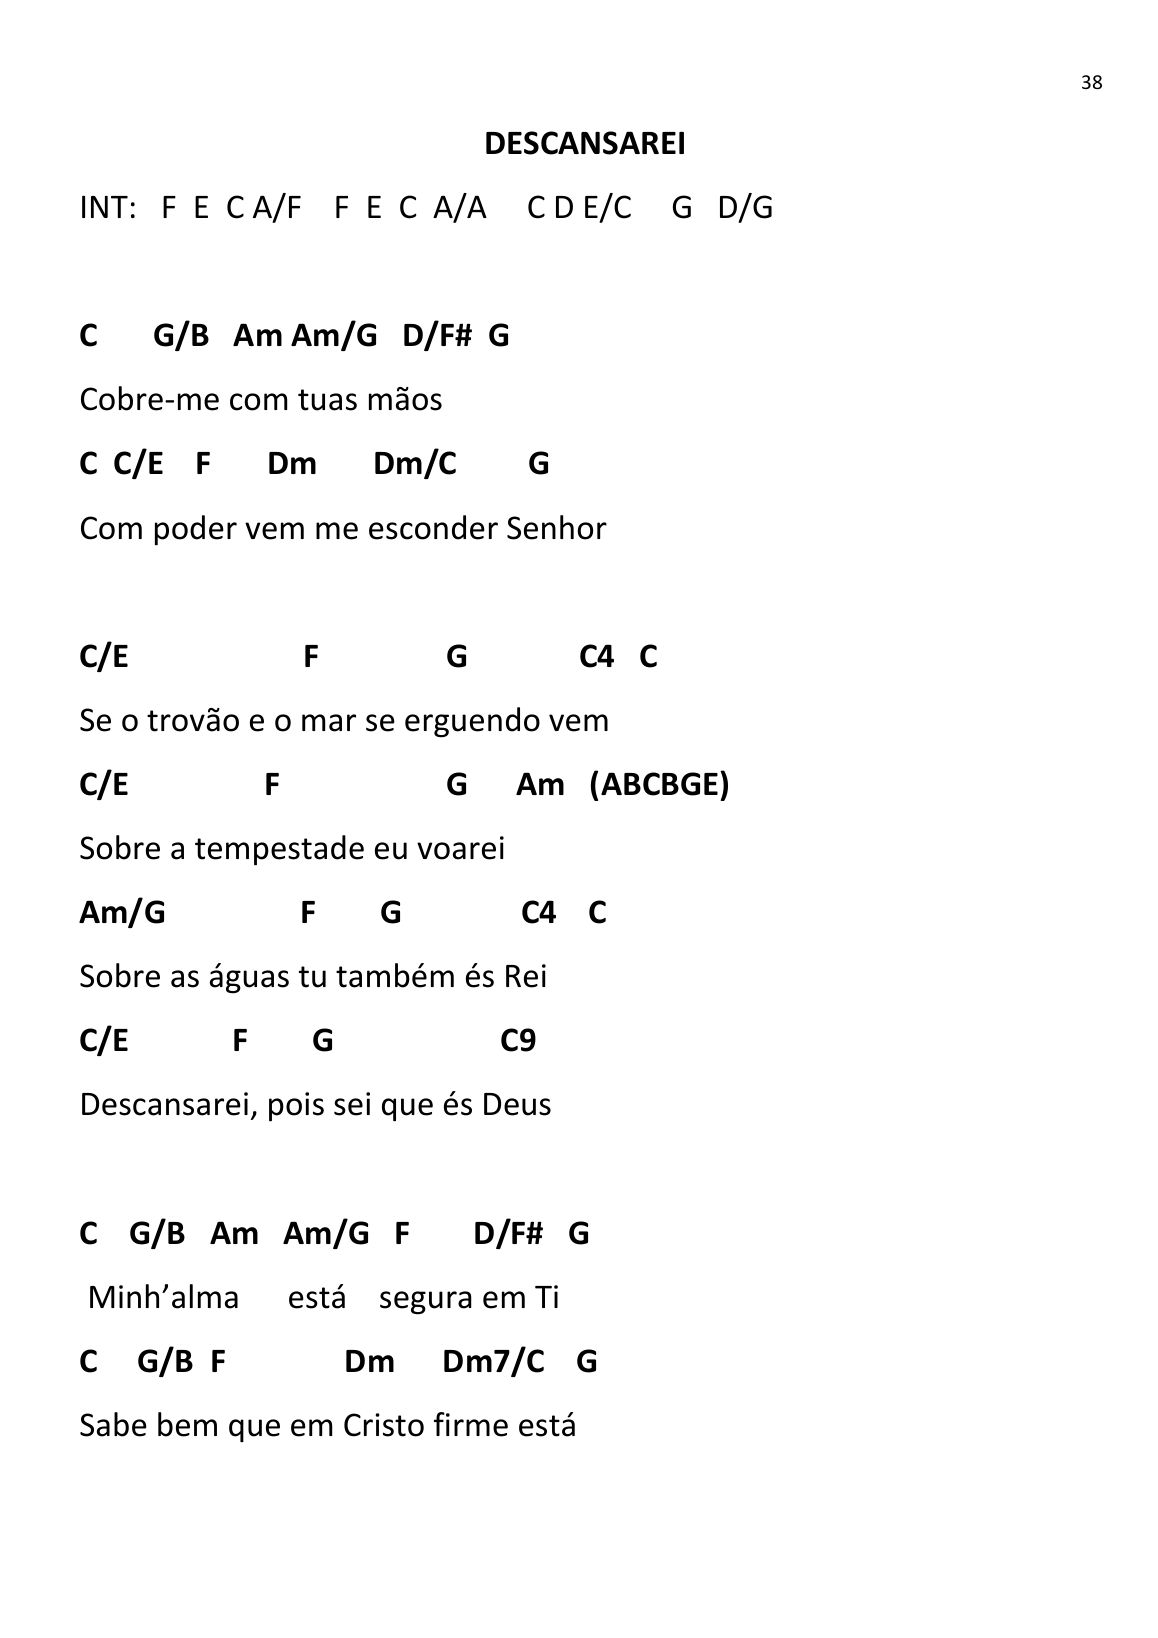 38
DESCANSAREI
INT:   F  E  C A/F    F  E  C  A/A     C D E/C     G   D/G
C       G/B   Am Am/G   D/F#  G
Cobre-me com tuas mãos
C  C/E    F       Dm       Dm/C         G
Com poder vem me esconder Senhor
C/E                      F                G              C4   C
Se o trovão e o mar se erguendo vem
C/E                 F                     G      Am   (ABCBGE)
Sobre a tempestade eu voarei
Am/G                 F        G               C4    C
Sobre as águas tu também és Rei
C/E             F        G                     C9
Descansarei, pois sei que és Deus
C    G/B   Am   Am/G   F        D/F#   G
Minh’alma      está    segura em Ti
C     G/B  F               Dm      Dm7/C    G
Sabe bem que em Cristo firme está